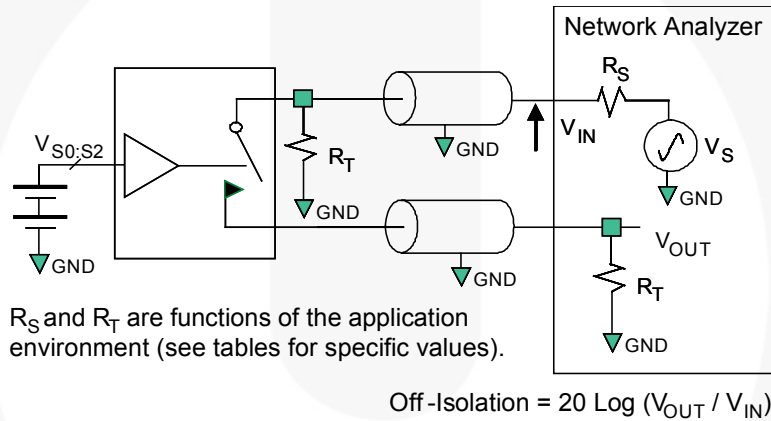 Network Analyzer
R_S
V_S0:S2
R_T
GND
V_IN
V_S
GND
GND
GND
V_OUT
GND
GND
R_T
R_S and R_T are functions of the application
environment (see tables for specific values).
GND
Off-Isolation = 20 Log (V_OUT / V_IN)